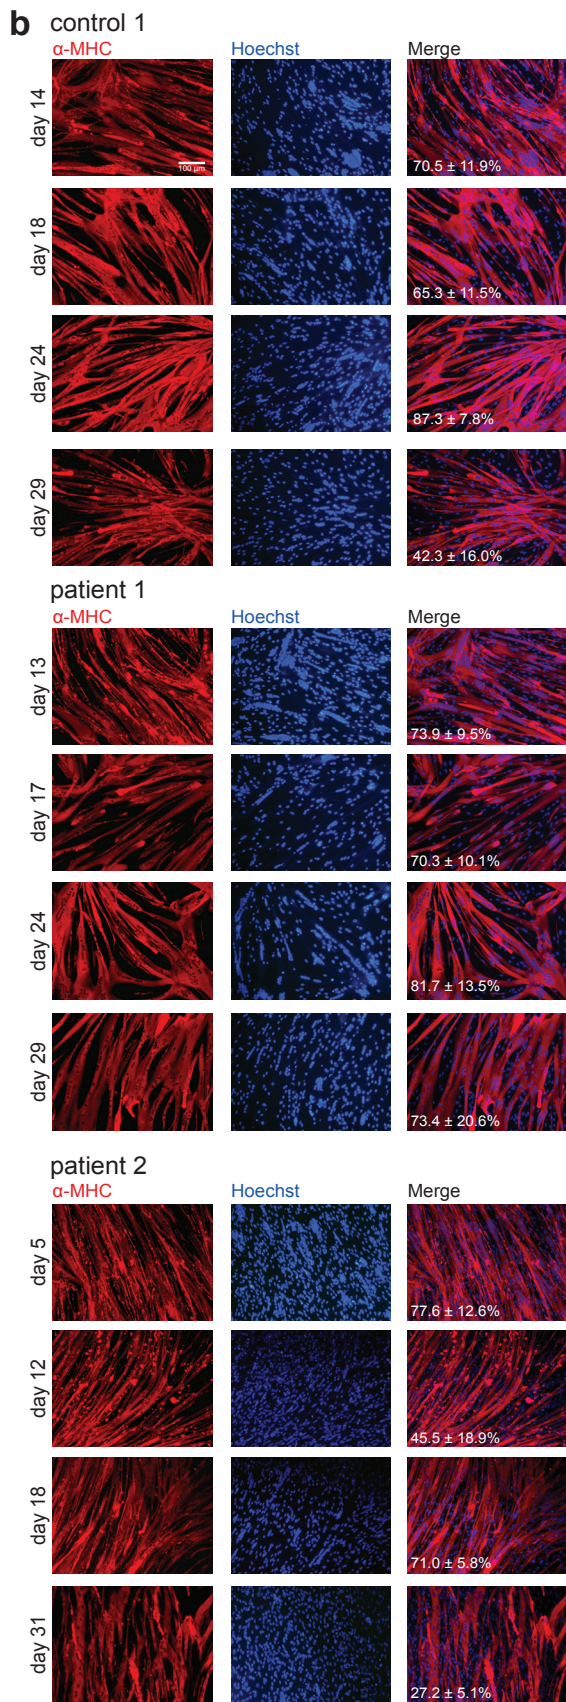 b control 1
α-MHC Hoechst Merge
day 14
100 µm
70.5 ± 11.9%
day 18
65.3 ± 11.5%
day 24
87.3 ± 7.8%
day 29
42.3 ± 16.0%
patient 1
α-MHC Hoechst Merge
day 13
73.9 ± 9.5%
day 17
70.3 ± 10.1%
day 24
81.7 ± 13.5%
day 29
73.4 ± 20.6%
patient 2
α-MHC Hoechst Merge
day 5
77.6 ± 12.6%
day 12
45.5 ± 18.9%
day 18
71.0 ± 5.8%
day 31
27.2 ± 5.1%